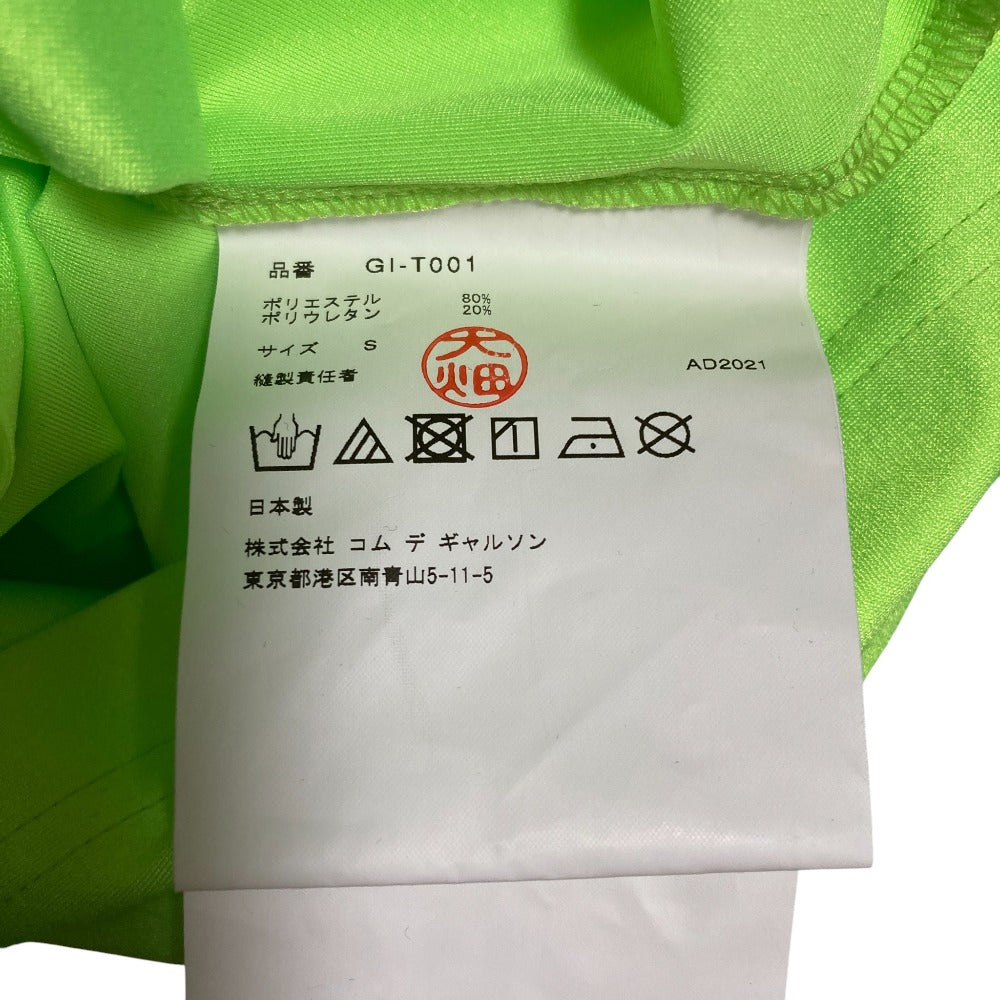 品番 GI-T001
ポリエステル 80%
ポリウレタン 20%
サイズ S
縫製責任者 大畑
AD2021
日本製
株式会社 コム デ ギャルソン
東京都港区南青山5-11-5